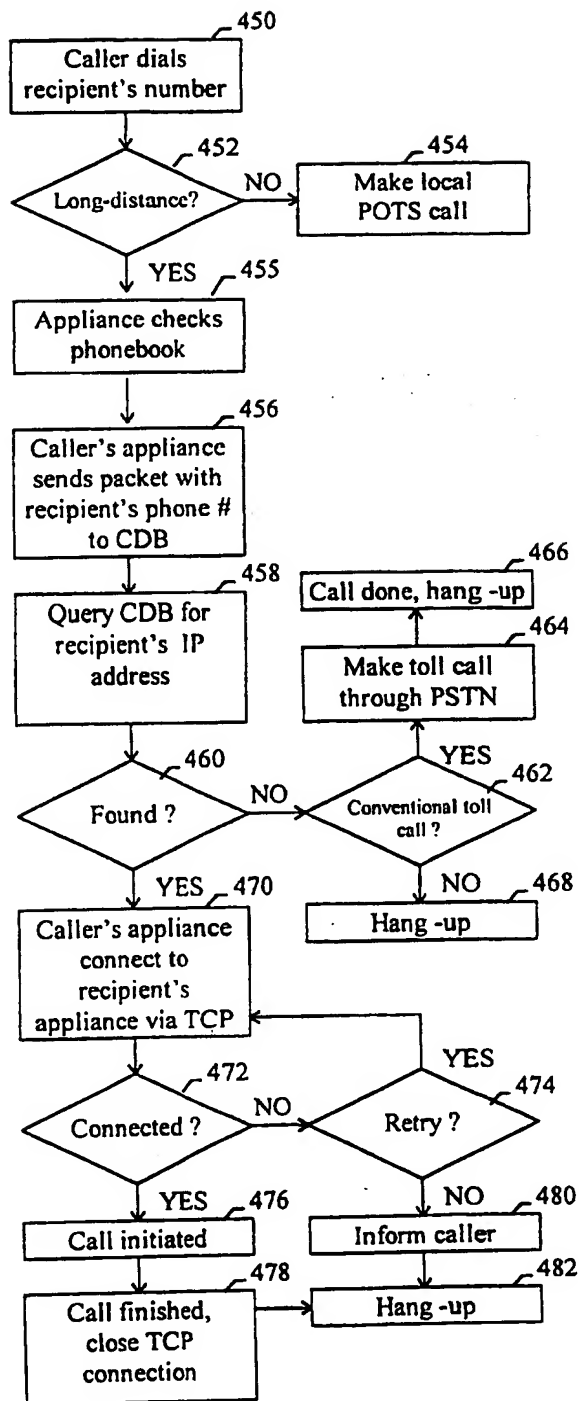 450
Caller dials
recipient's number
452
Long-distance?
NO
454
Make local
POTS call
YES
455
Appliance checks
phonebook
456
Caller's appliance
sends packet with
recipient's phone #
to CDB
458
Query CDB for
recipient's IP
address
466
Call done, hang -up
464
Make toll call
through PSTN
YES
460
Found ?
NO
462
Conventional toll
call ?
YES
470
NO
468
Hang -up
Caller's appliance
connect to
recipient's
appliance via TCP
YES
472
Connected ?
NO
474
Retry ?
YES
476
Call initiated
NO
480
Inform caller
478
Call finished,
close TCP
connection
482
Hang -up